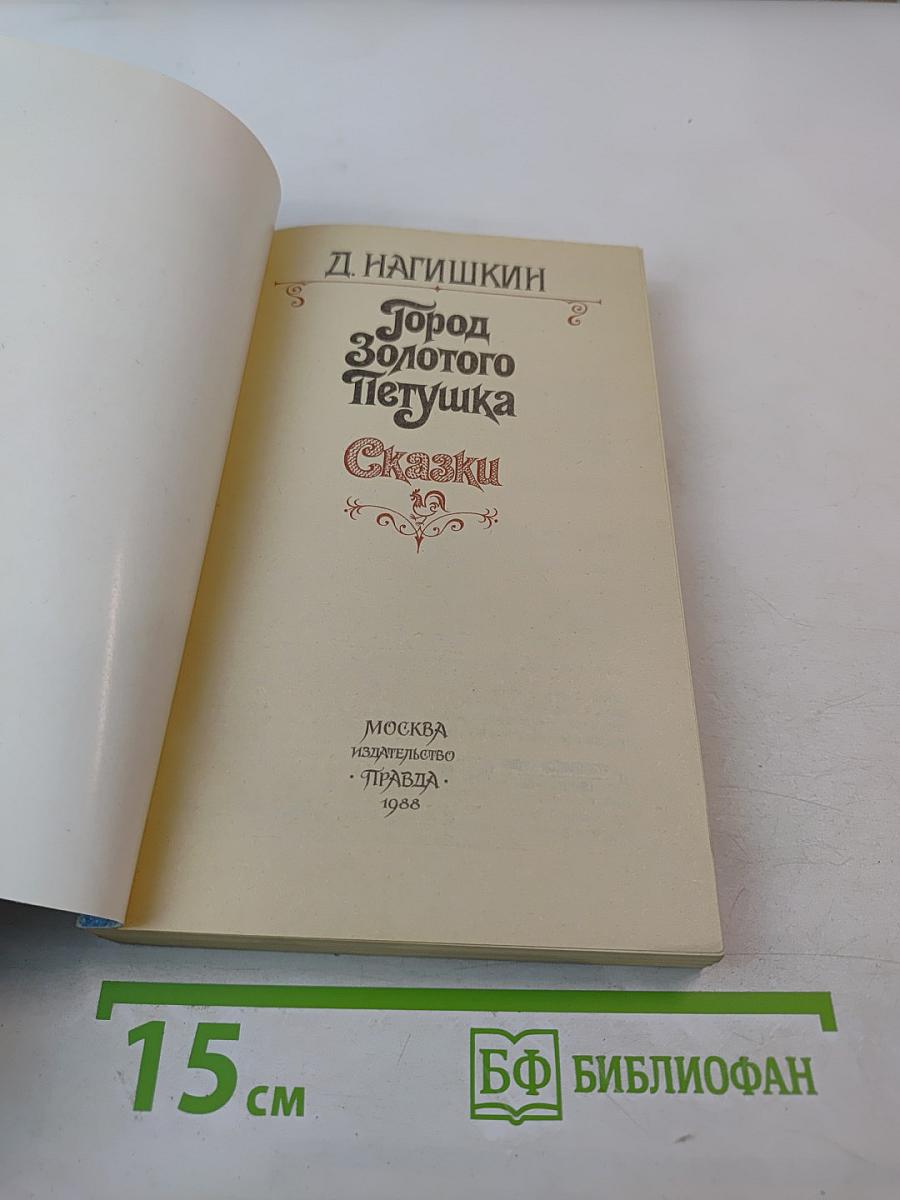 Д. НАГИШКИН
Город
Золотого
Петушка
Сказки
МОСКВА
ИЗДАТЕЛЬСТВО
· ПРАВДА ·
1988
15 см
БФ БИБЛИОФАН